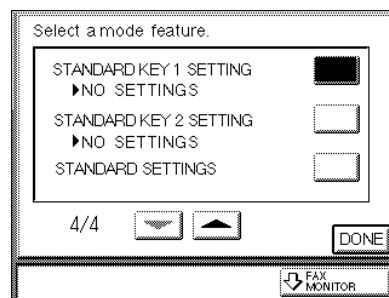 Select a mode feature.
STANDARD KEY 1 SETTING
▶NO SETTINGS
STANDARD KEY 2 SETTING
▶NO SETTINGS
STANDARD SETTINGS
4/4
DONE
FAX
MONITOR